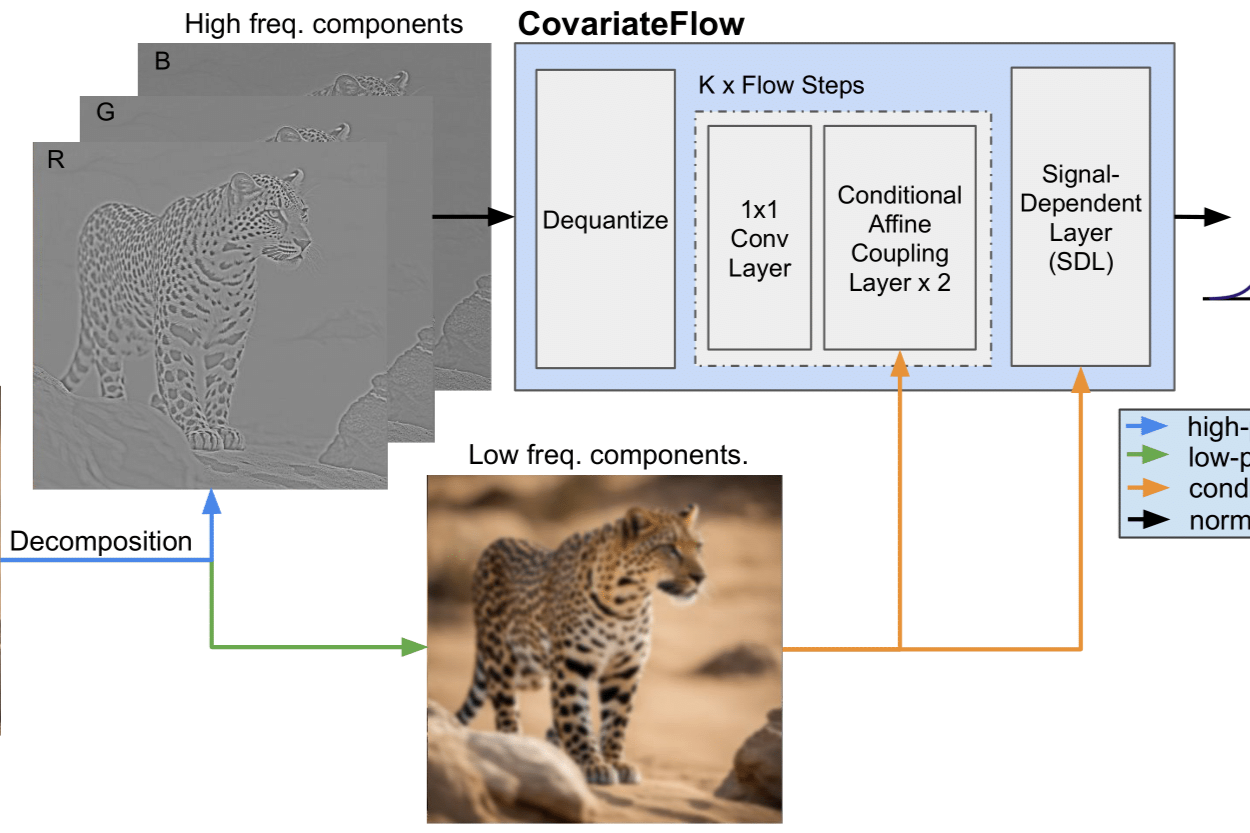 High freq. components
CovariateFlow
B
G
R
K x Flow Steps
Dequantize
1x1
Conv
Layer
Conditional
Affine
Coupling
Layer x 2
Signal-
Dependent
Layer
(SDL)
Decomposition
Low freq. components.
high-
low-p
cond
norm